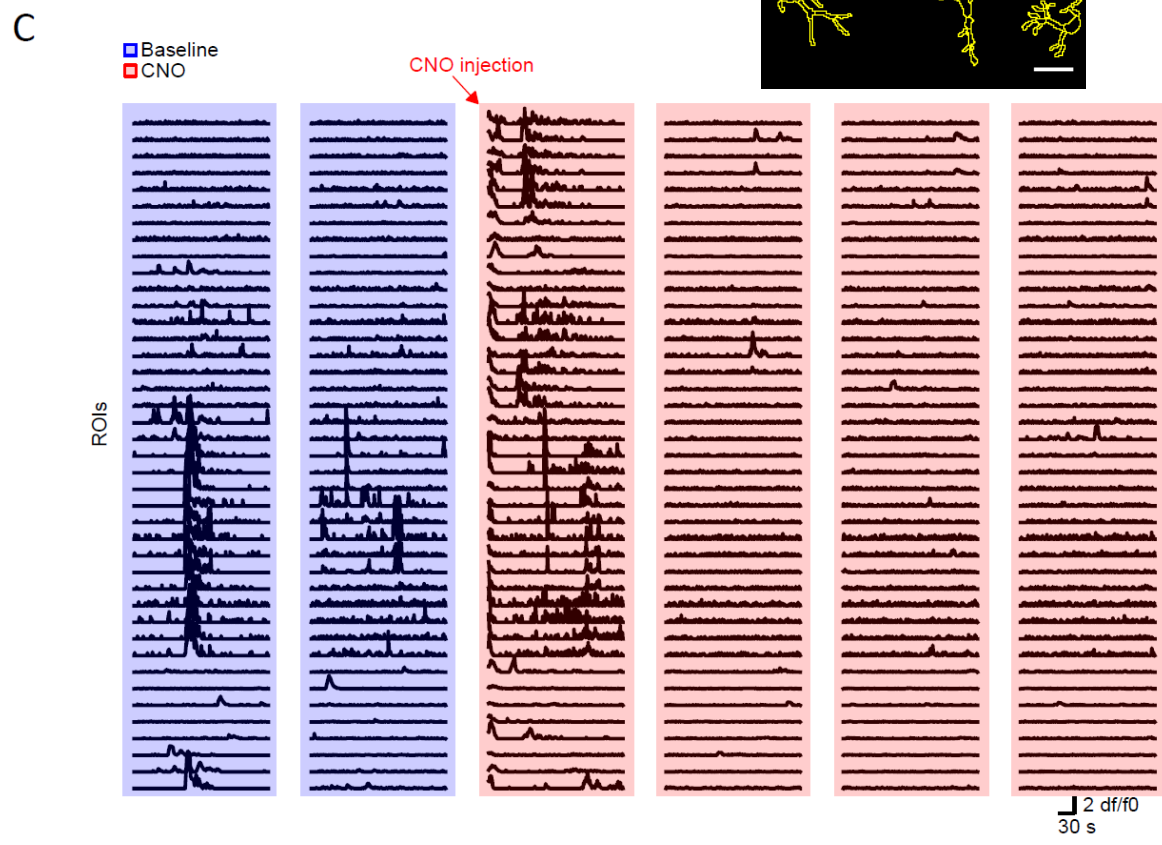 C
Baseline
CNO
CNO injection
ROIs
2 df/f0
30 s